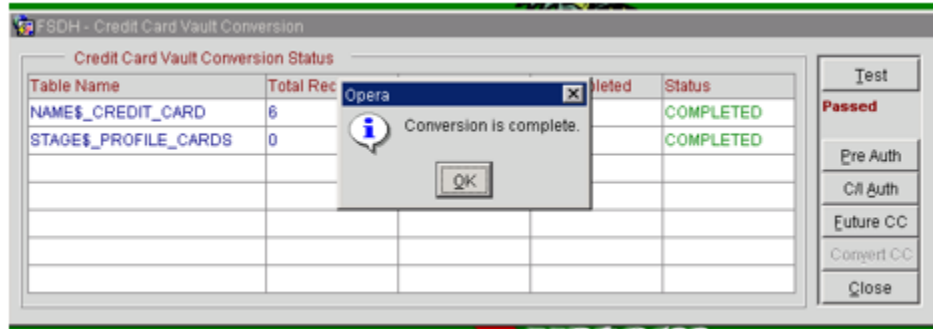 FSDH - Credit Card Vault Conversion
Credit Card Vault Conversion Status
Table Name Total Rec Status
NAME$_CREDIT_CARD 6 COMPLETED
STAGE$_PROFILE_CARDS 0 COMPLETED
Opera
Conversion is complete.
OK
Test
Passed
Pre Auth
C/I Auth
Future CC
Convert CC
Close